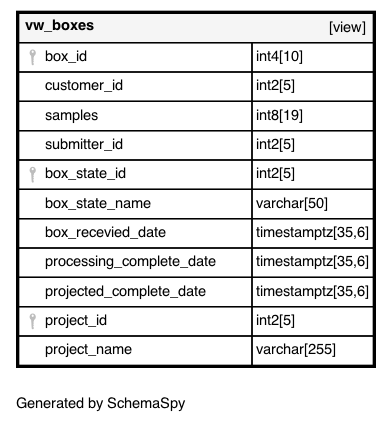 vw_boxes [view]
box_id int4[10]
customer_id int2[5]
samples int8[19]
submitter_id int2[5]
box_state_id int2[5]
box_state_name varchar[50]
box_recevied_date timestamptz[35,6]
processing_complete_date timestamptz[35,6]
projected_complete_date timestamptz[35,6]
project_id int2[5]
project_name varchar[255]
Generated by SchemaSpy